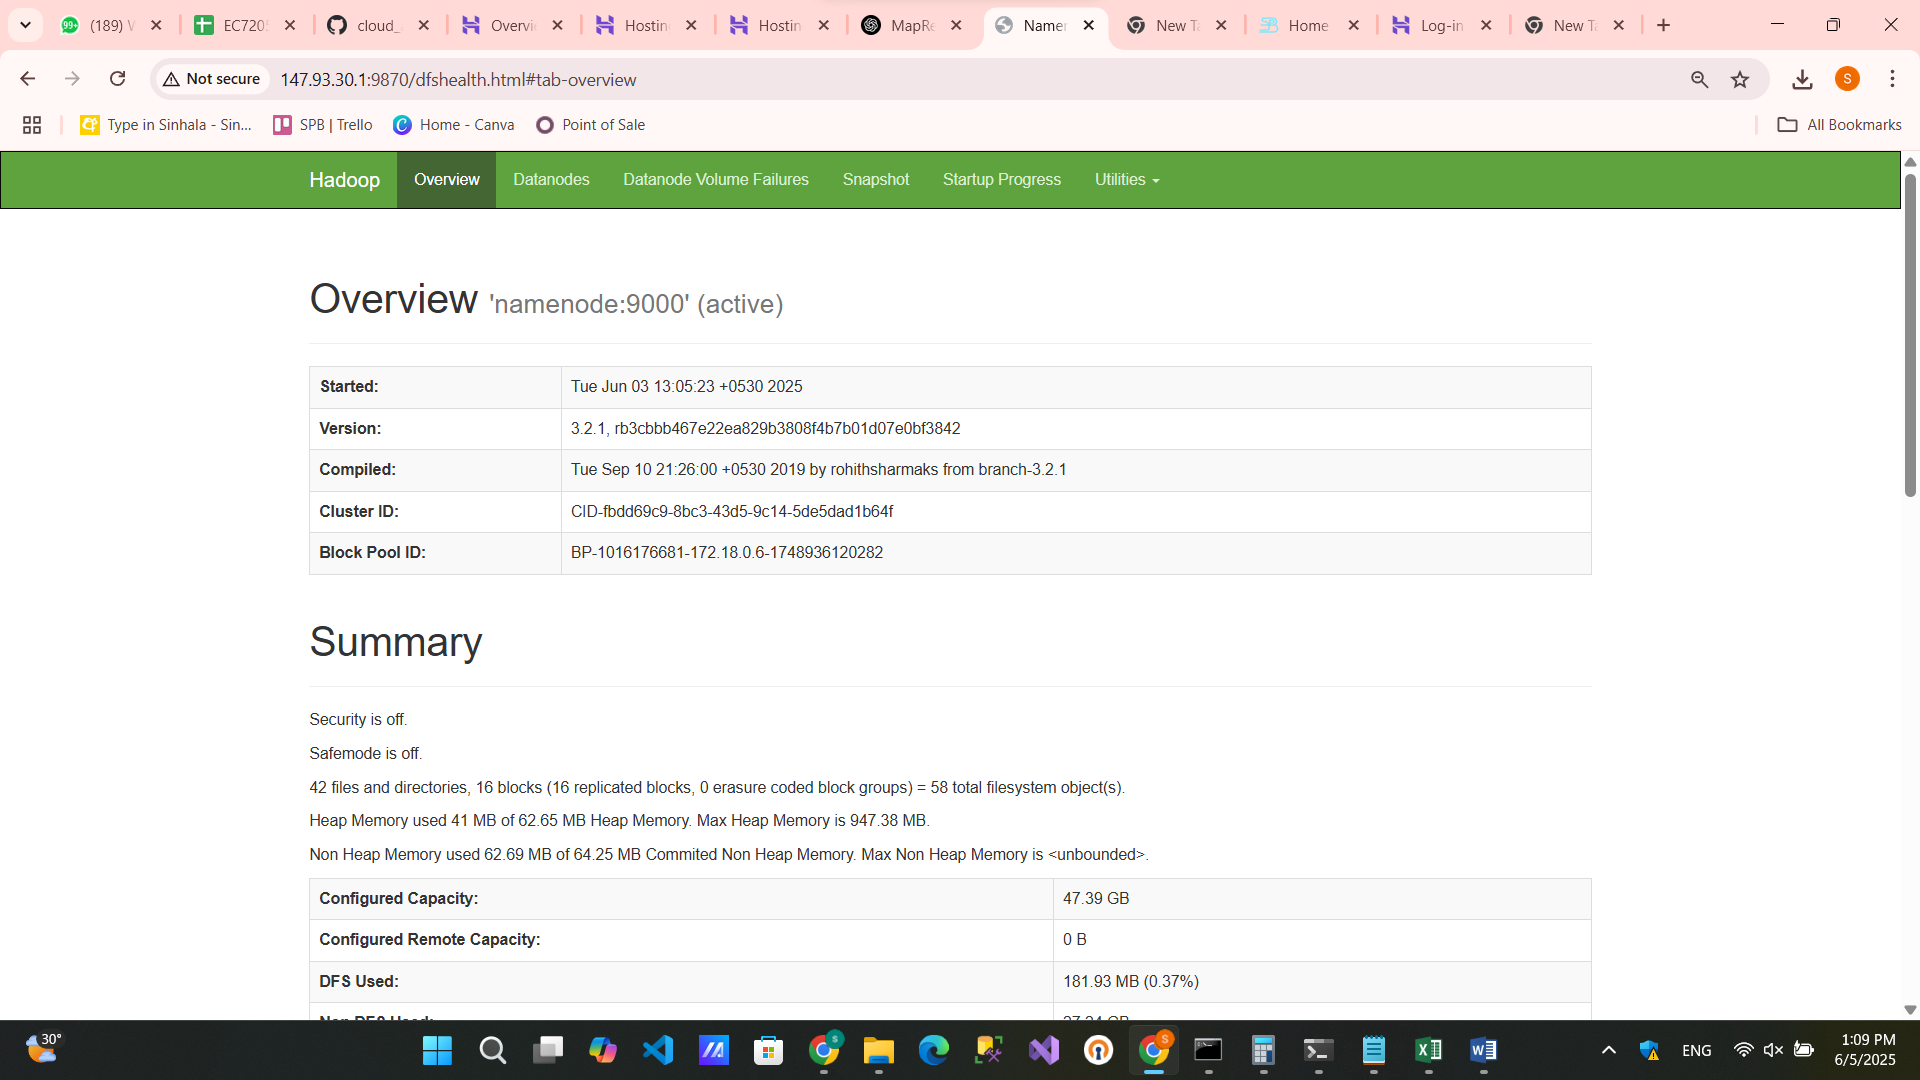 (189) W
EC7205
cloud_
Overvi
Hostin
Hostin
MapRe
Namen
New Ta
Home
Log-in
New Ta
Not secure
147.93.30.1:9870/dfshealth.html#tab-overview
S
Type in Sinhala - Sin...
SPB | Trello
Home - Canva
Point of Sale
All Bookmarks
Hadoop
Overview
Datanodes
Datanode Volume Failures
Snapshot
Startup Progress
Utilities
Overview 'namenode:9000' (active)
Started: Tue Jun 03 13:05:23 +0530 2025
Version: 3.2.1, rb3cbbb467e22ea829b3808f4b7b01d07e0bf3842
Compiled: Tue Sep 10 21:26:00 +0530 2019 by rohithsharmaks from branch-3.2.1
Cluster ID: CID-fbdd69c9-8bc3-43d5-9c14-5de5dad1b64f
Block Pool ID: BP-1016176681-172.18.0.6-1748936120282
Summary
Security is off.
Safemode is off.
42 files and directories, 16 blocks (16 replicated blocks, 0 erasure coded block groups) = 58 total filesystem object(s).
Heap Memory used 41 MB of 62.65 MB Heap Memory. Max Heap Memory is 947.38 MB.
Non Heap Memory used 62.69 MB of 64.25 MB Commited Non Heap Memory. Max Non Heap Memory is <unbounded>.
Configured Capacity: 47.39 GB
Configured Remote Capacity: 0 B
DFS Used: 181.93 MB (0.37%)
Non DFS Used:
30°
ENG
1:09 PM
6/5/2025